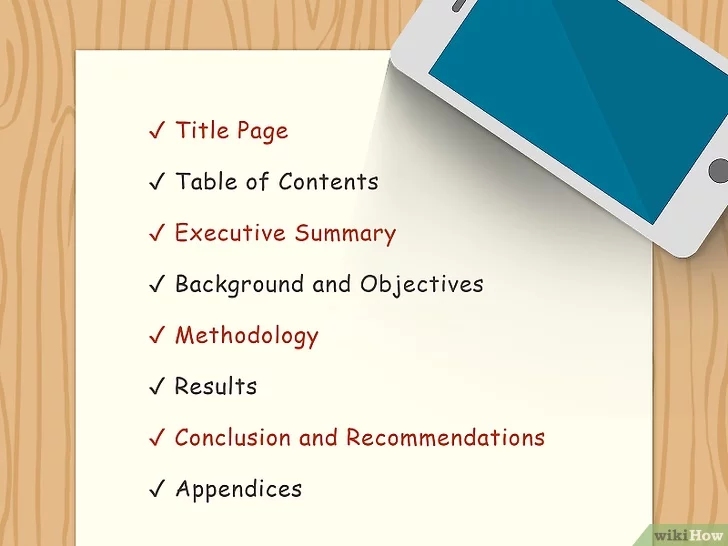 ✓ Title Page
✓ Table of Contents
✓ Executive Summary
✓ Background and Objectives
✓ Methodology
✓ Results
✓ Conclusion and Recommendations
✓ Appendices
wikiHow